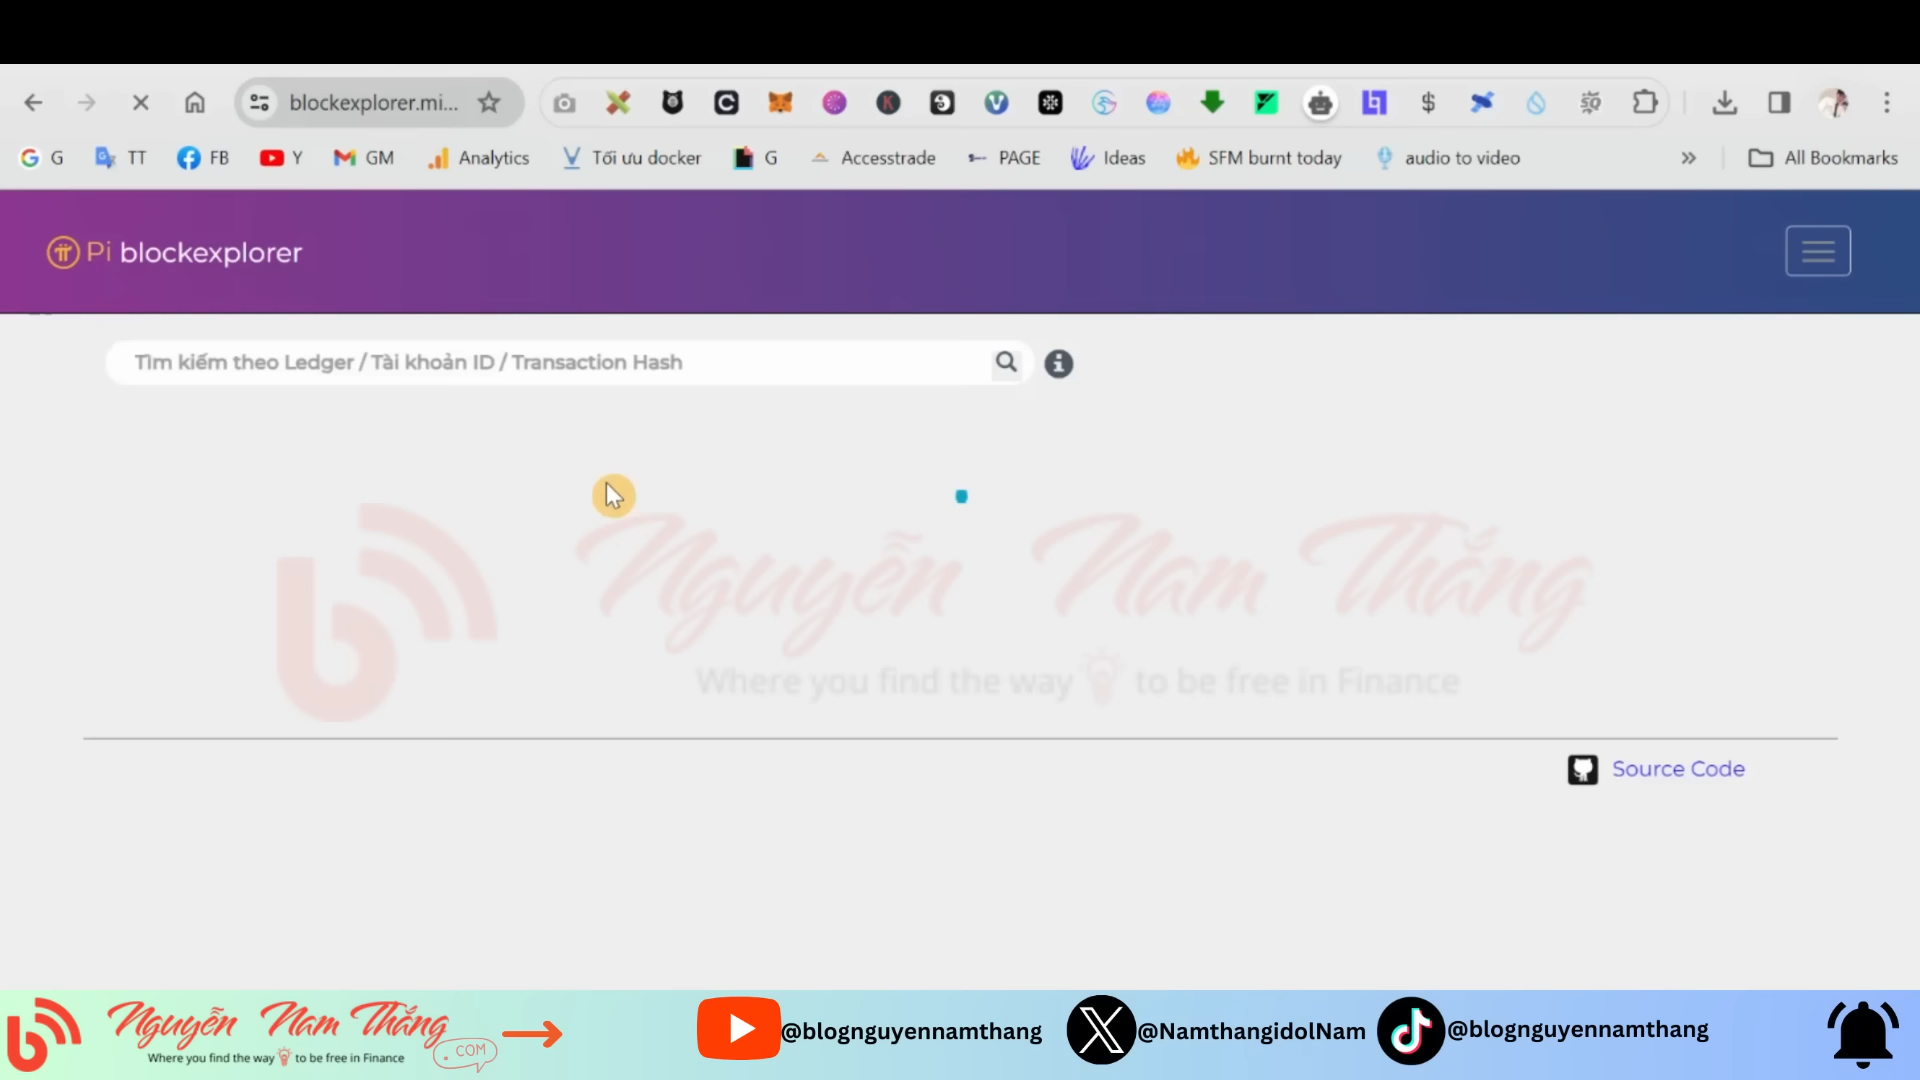 blockexplorer.mi...
G TT FB Y GM Analytics Tối ưu docker G Accesstrade PAGE Ideas SFM burnt today audio to video » All Bookmarks
Pi blockexplorer
Tìm kiếm theo Ledger / Tài khoản ID / Transaction Hash
Nguyễn Nam Thắng
Where you find the way to be free in Finance
Source Code
Nguyễn Nam Thắng
Where you find the way to be free in Finance
.COM
@blognguyennamthang
@NamthangidolNam
@blognguyennamthang